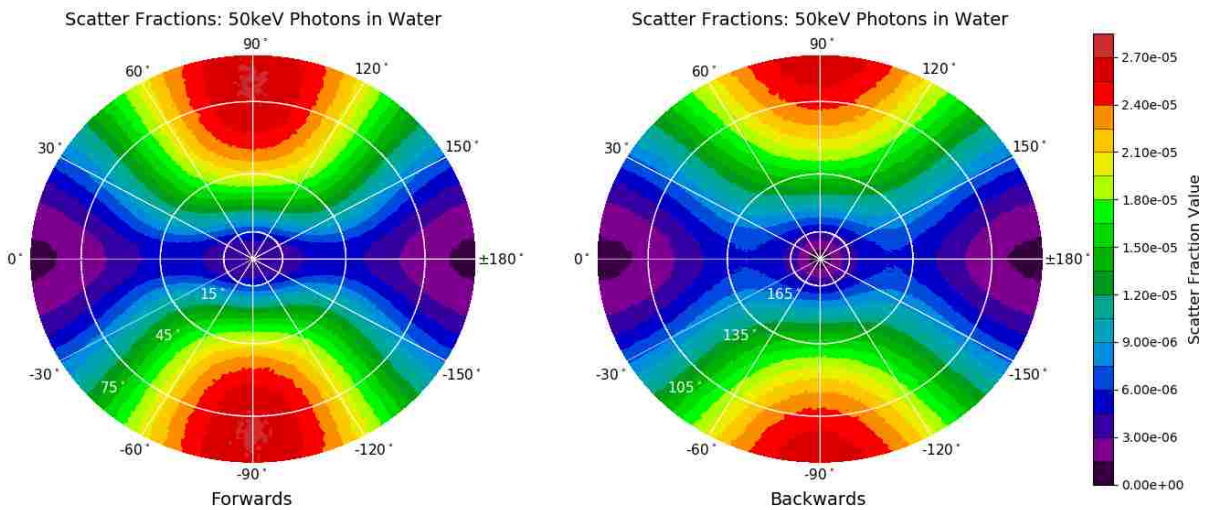 Scatter Fractions: 50keV Photons in Water
90°
60°
120°
30°
150°
0°
±180°
15°
45°
75°
-30°
-150°
-60°
-120°
-90°
Forwards
Scatter Fractions: 50keV Photons in Water
90°
60°
120°
30°
150°
0°
±180°
165°
135°
105°
-30°
-150°
-60°
-120°
-90°
Backwards
2.70e-05
2.40e-05
2.10e-05
1.80e-05
1.50e-05
1.20e-05
9.00e-06
6.00e-06
3.00e-06
0.00e+00
Scatter Fraction Value